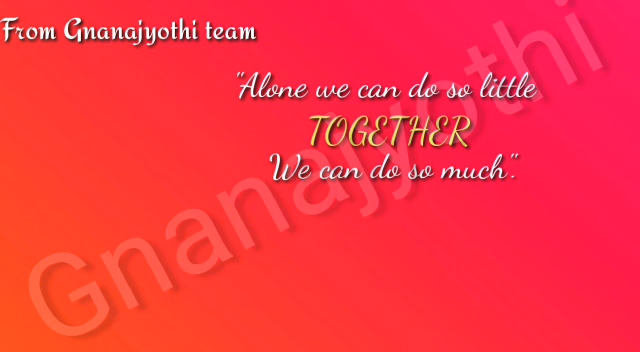 From Gnanajyothi team
"Alone we can do so little
TOGETHER
We can do so much".
Gnanajyothi